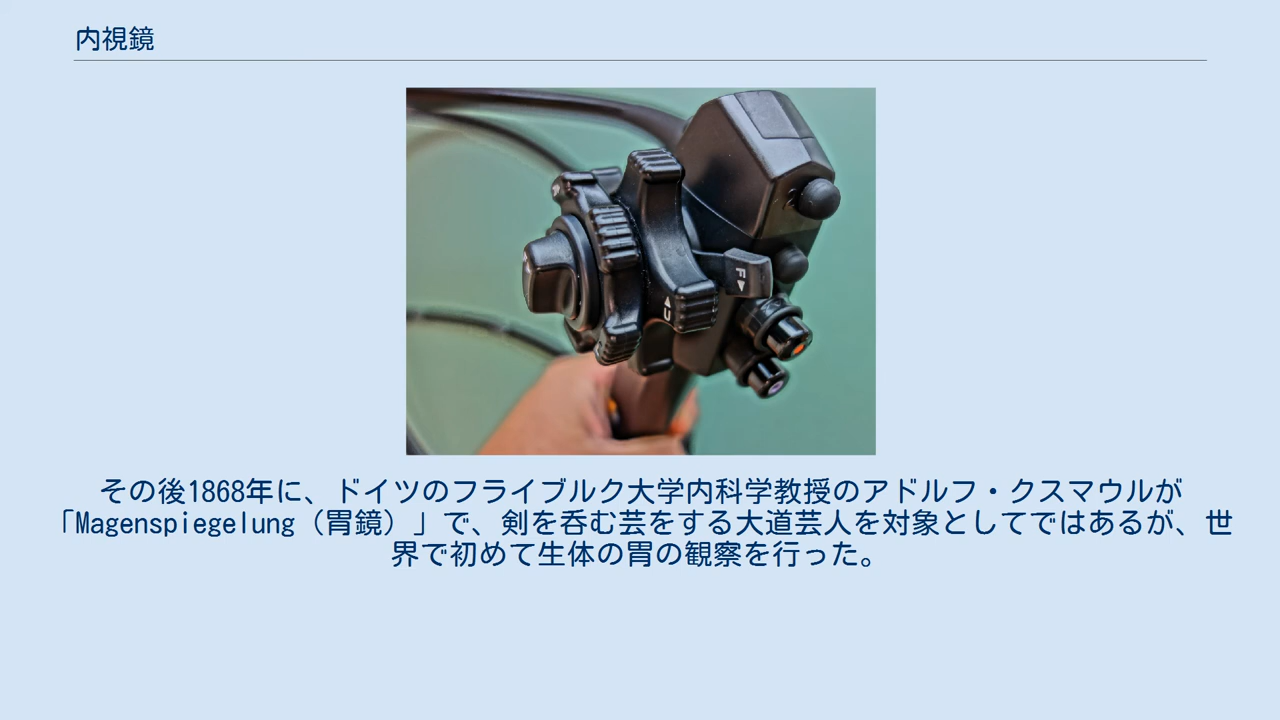 内視鏡
F▶
◀U
その後1868年に、ドイツのフライブルク大学内科学教授のアドルフ・クスマウルが
「Magenspiegelung（胃鏡）」で、剣を呑む芸をする大道芸人を対象としてではあるが、世
界で初めて生体の胃の観察を行った。